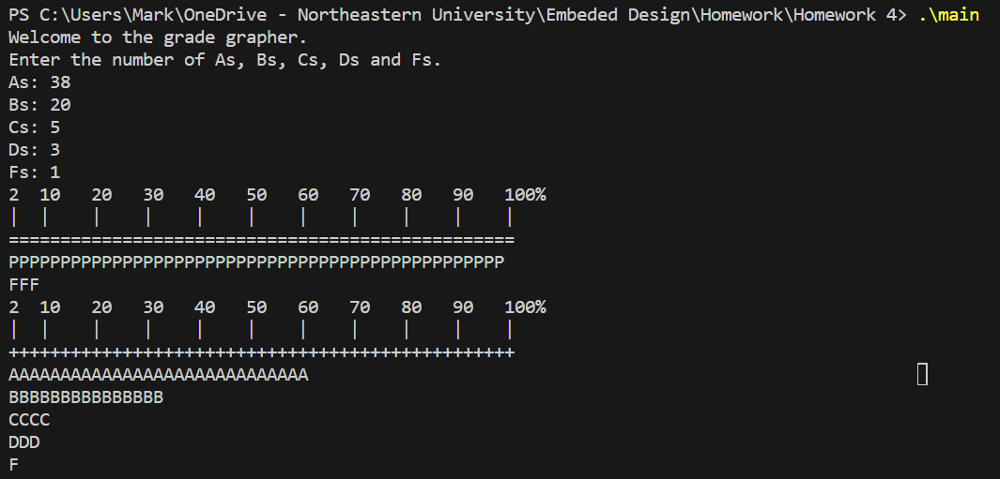 PS C:\Users\Mark\OneDrive - Northeastern University\Embeded Design\Homework\Homework 4> .\main
Welcome to the grade grapher.
Enter the number of As, Bs, Cs, Ds and Fs.
As: 38
Bs: 20
Cs: 5
Ds: 3
Fs: 1
2  10   20   30   40   50   60   70   80   90   100%
|  |    |    |    |    |    |    |    |    |    |
=================================================
PPPPPPPPPPPPPPPPPPPPPPPPPPPPPPPPPPPPPPPPPPPPPPPP
FFF
2  10   20   30   40   50   60   70   80   90   100%
|  |    |    |    |    |    |    |    |    |    |
+++++++++++++++++++++++++++++++++++++++++++++++++
AAAAAAAAAAAAAAAAAAAAAAAAAAAAA
BBBBBBBBBBBBBBB
CCCC
DDD
F